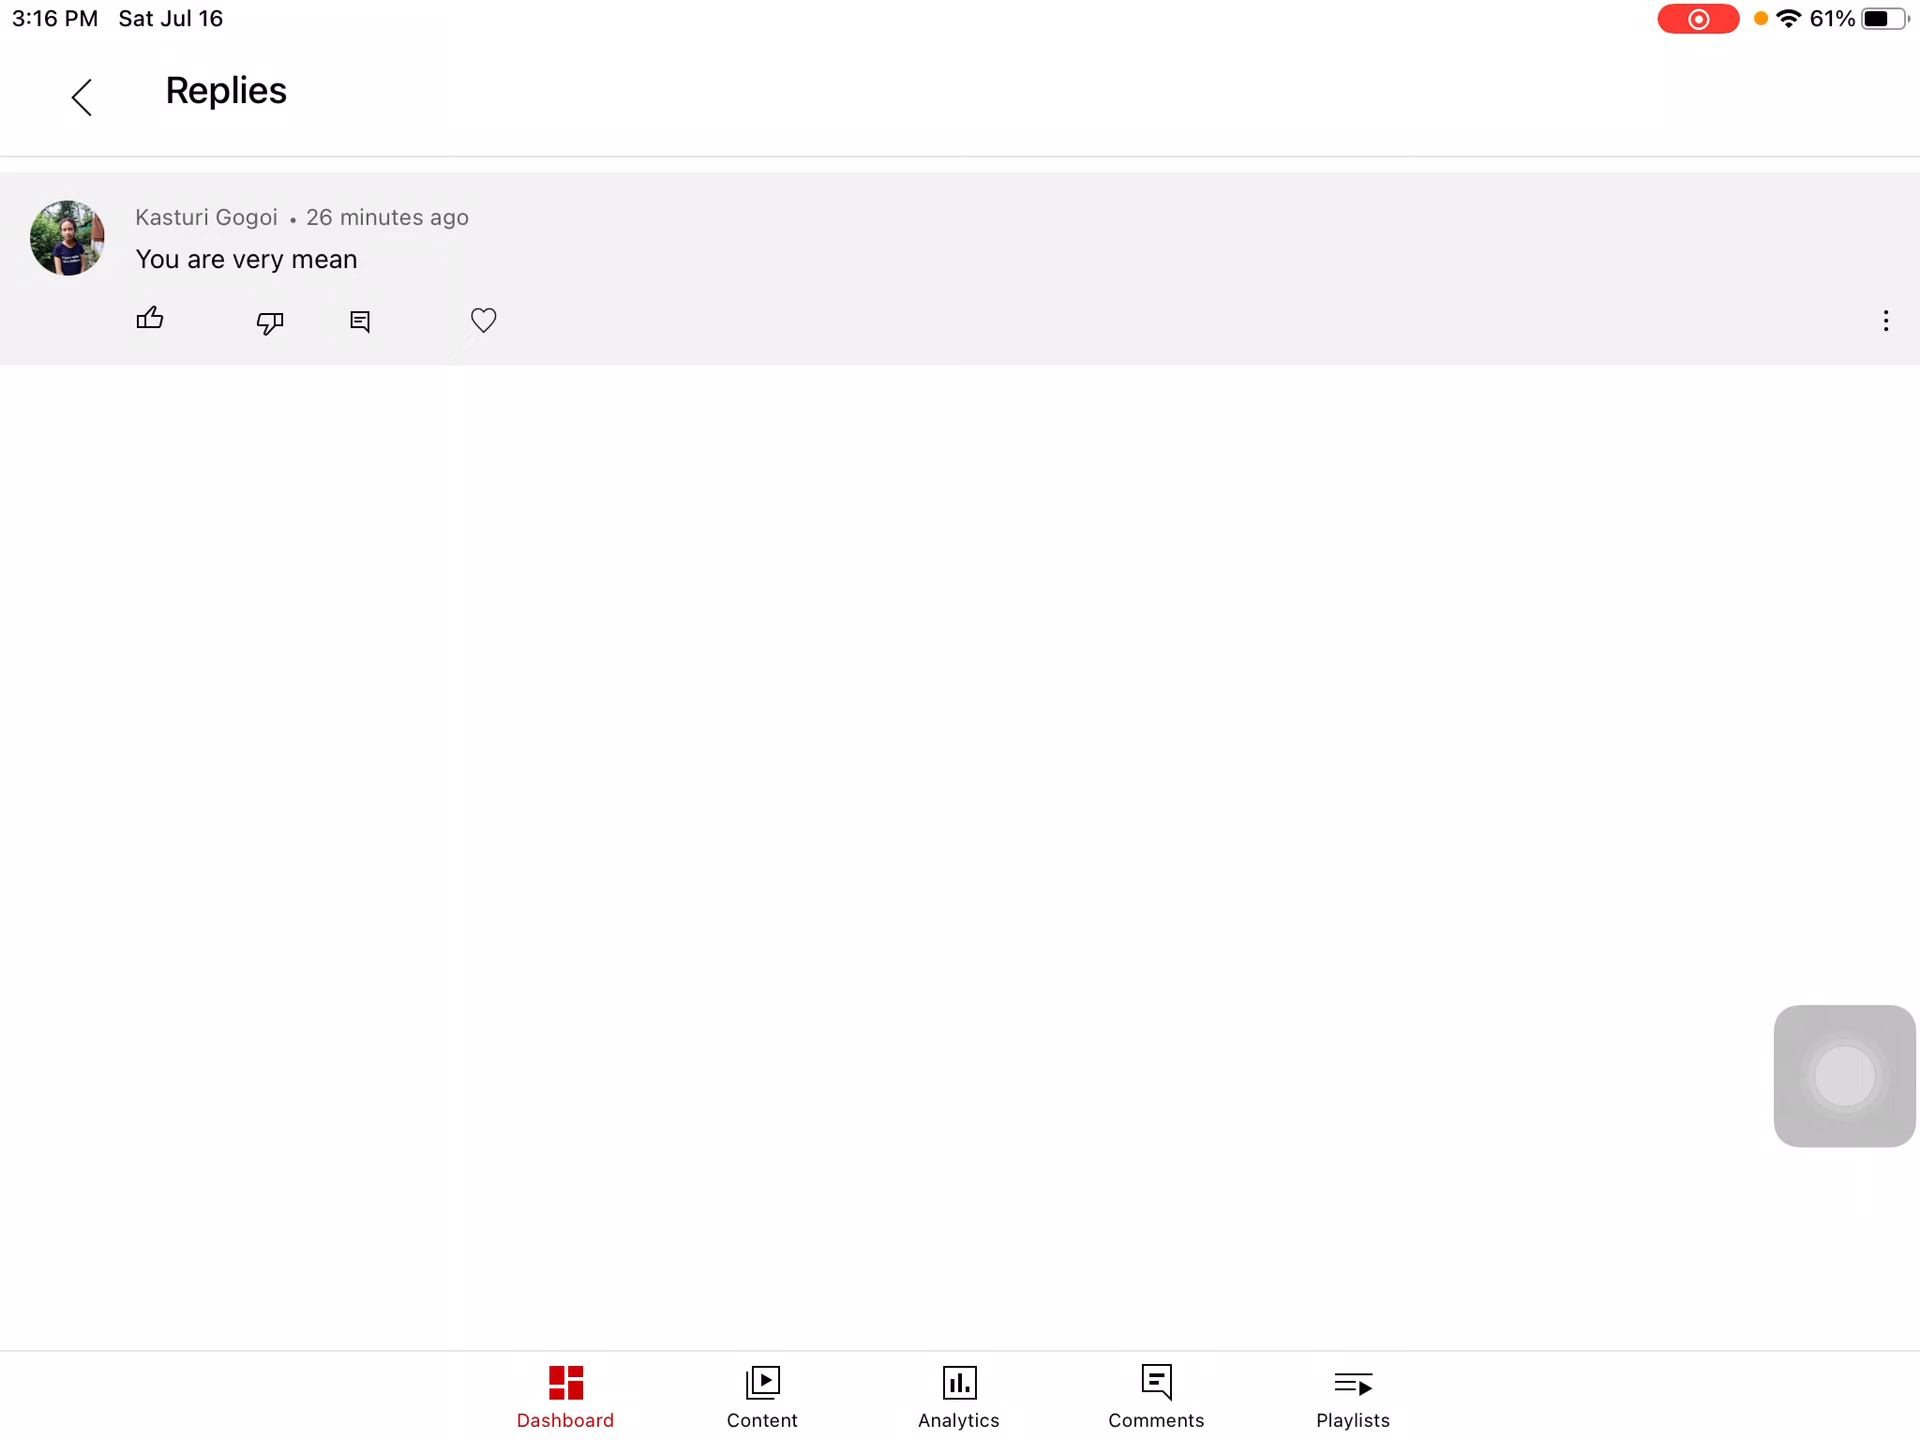 3:16 PM Sat Jul 16
61%
Replies
Kasturi Gogoi • 26 minutes ago
You are very mean
Dashboard
Content
Analytics
Comments
Playlists